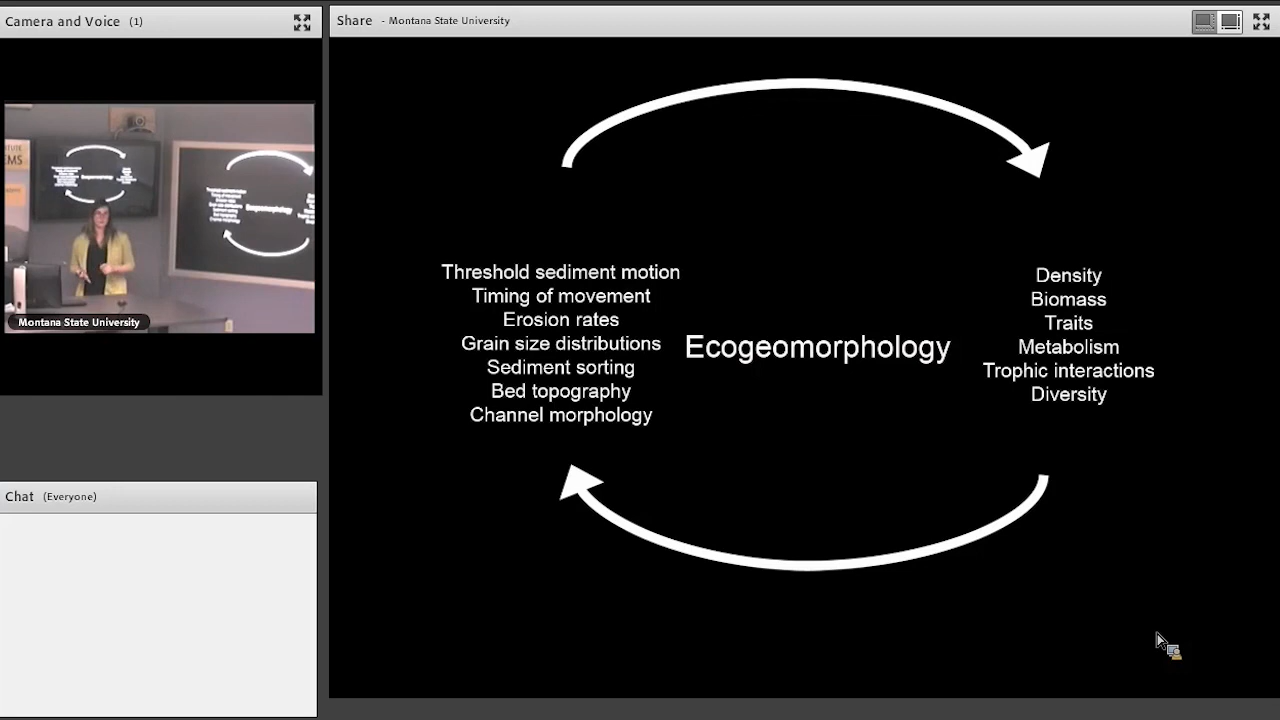 Camera and Voice (1)
Share - Montana State University
ITUTE
EMS
Montana State University
Chat (Everyone)
Threshold sediment motion
Timing of movement
Erosion rates
Grain size distributions
Sediment sorting
Bed topography
Channel morphology
Ecogeomorphology
Density
Biomass
Traits
Metabolism
Trophic interactions
Diversity